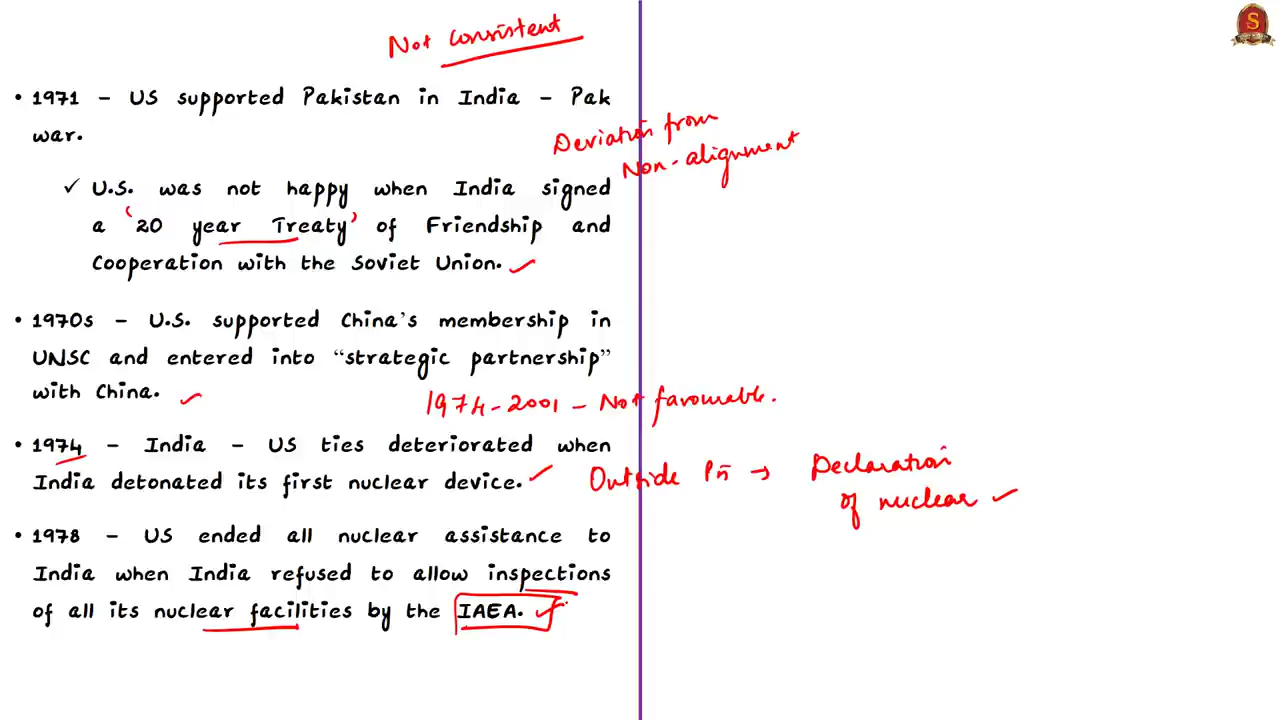 Not consistent
• 1971 – US supported Pakistan in India – Pak
war.
Deviation from
Non-alignment
✓ U.S. was not happy when India signed
a '20 year Treaty' of Friendship and
Cooperation with the Soviet Union.
• 1970s – U.S. supported China's membership in
UNSC and entered into “strategic partnership”
with China.
1974-2001 – Not favourable.
• 1974 – India – US ties deteriorated when
India detonated its first nuclear device.
Outside → Declaration
of nuclear
• 1978 – US ended all nuclear assistance to
India when India refused to allow inspections
of all its nuclear facilities by the IAEA.
S